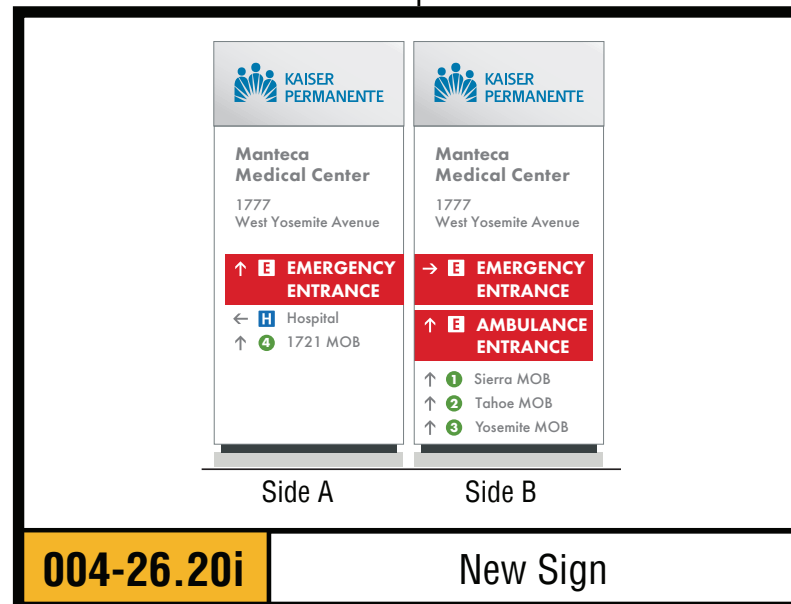 KAISER
PERMANENTE
Manteca
Medical Center
1777
West Yosemite Avenue
↑ E EMERGENCY
ENTRANCE
← H Hospital
↑ 4 1721 MOB
KAISER
PERMANENTE
Manteca
Medical Center
1777
West Yosemite Avenue
→ E EMERGENCY
ENTRANCE
↑ E AMBULANCE
ENTRANCE
↑ 1 Sierra MOB
↑ 2 Tahoe MOB
↑ 3 Yosemite MOB
Side A
Side B
004-26.20i
New Sign